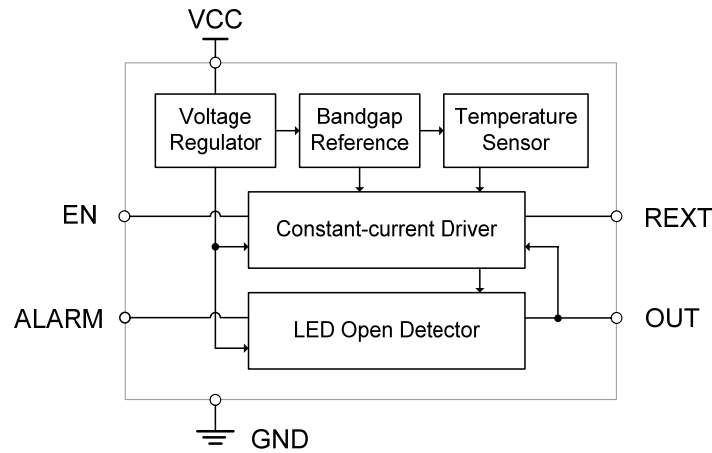 VCC
Voltage
Regulator
Bandgap
Reference
Temperature
Sensor
EN
Constant-current Driver
REXT
ALARM
LED Open Detector
OUT
GND